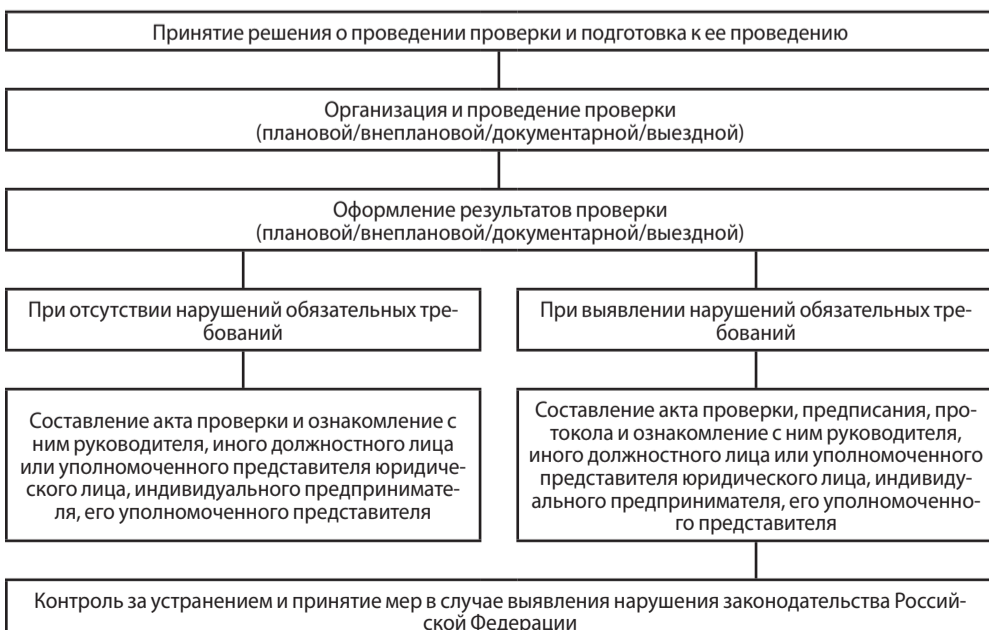 Принятие решения о проведении проверки и подготовка к ее проведению
Организация и проведение проверки
(плановой/внеплановой/документарной/выездной)
Оформление результатов проверки
(плановой/внеплановой/документарной/выездной)
При отсутствии нарушений обязательных тре-
бований
При выявлении нарушений обязательных тре-
бований
Составление акта проверки и ознакомление с
ним руководителя, иного должностного лица
или уполномоченного представителя юридиче-
ского лица, индивидуального предпринимате-
ля, его уполномоченного представителя
Составление акта проверки, предписания, про-
токола и ознакомление с ним руководителя,
иного должностного лица или уполномоченного
представителя юридического лица, индивиду-
ального предпринимателя, его уполномоченно-
го представителя
Контроль за устранением и принятие мер в случае выявления нарушения законодательства Россий-
ской Федерации